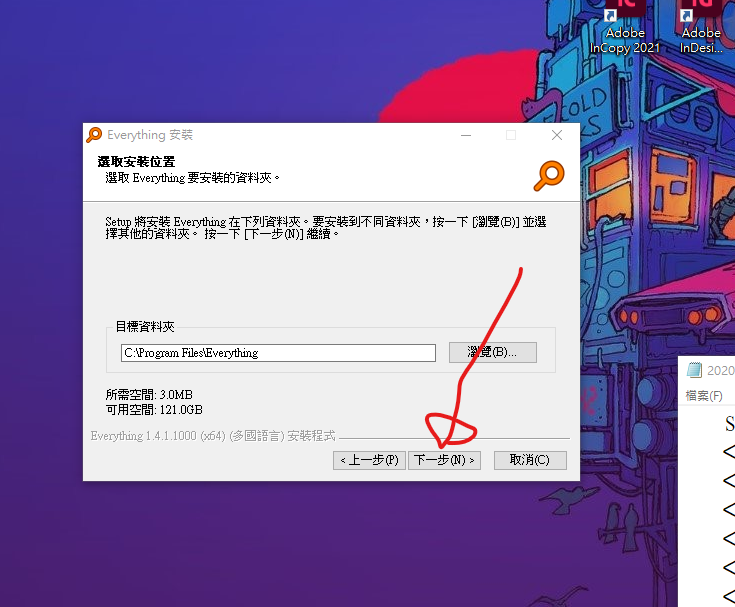 Adobe
InCopy 2021
Adobe
InDesi...
COLD
Everything 安裝
選取安裝位置
選取 Everything 要安裝的資料夾。
Setup 將安裝 Everything 在下列資料夾。要安裝到不同資料夾，按一下 [瀏覽(B)] 並選
擇其他的資料夾。 按一下 [下一步(N)] 繼續。
目標資料夾
C:\Program Files\Everything
瀏覽(B)...
所需空間: 3.0MB
可用空間: 121.0GB
Everything 1.4.1.1000 (x64) (多國語言) 安裝程式
< 上一步(P)
下一步(N) >
取消(C)
2020
檔案(F)
S
<
<
<
<
<
<